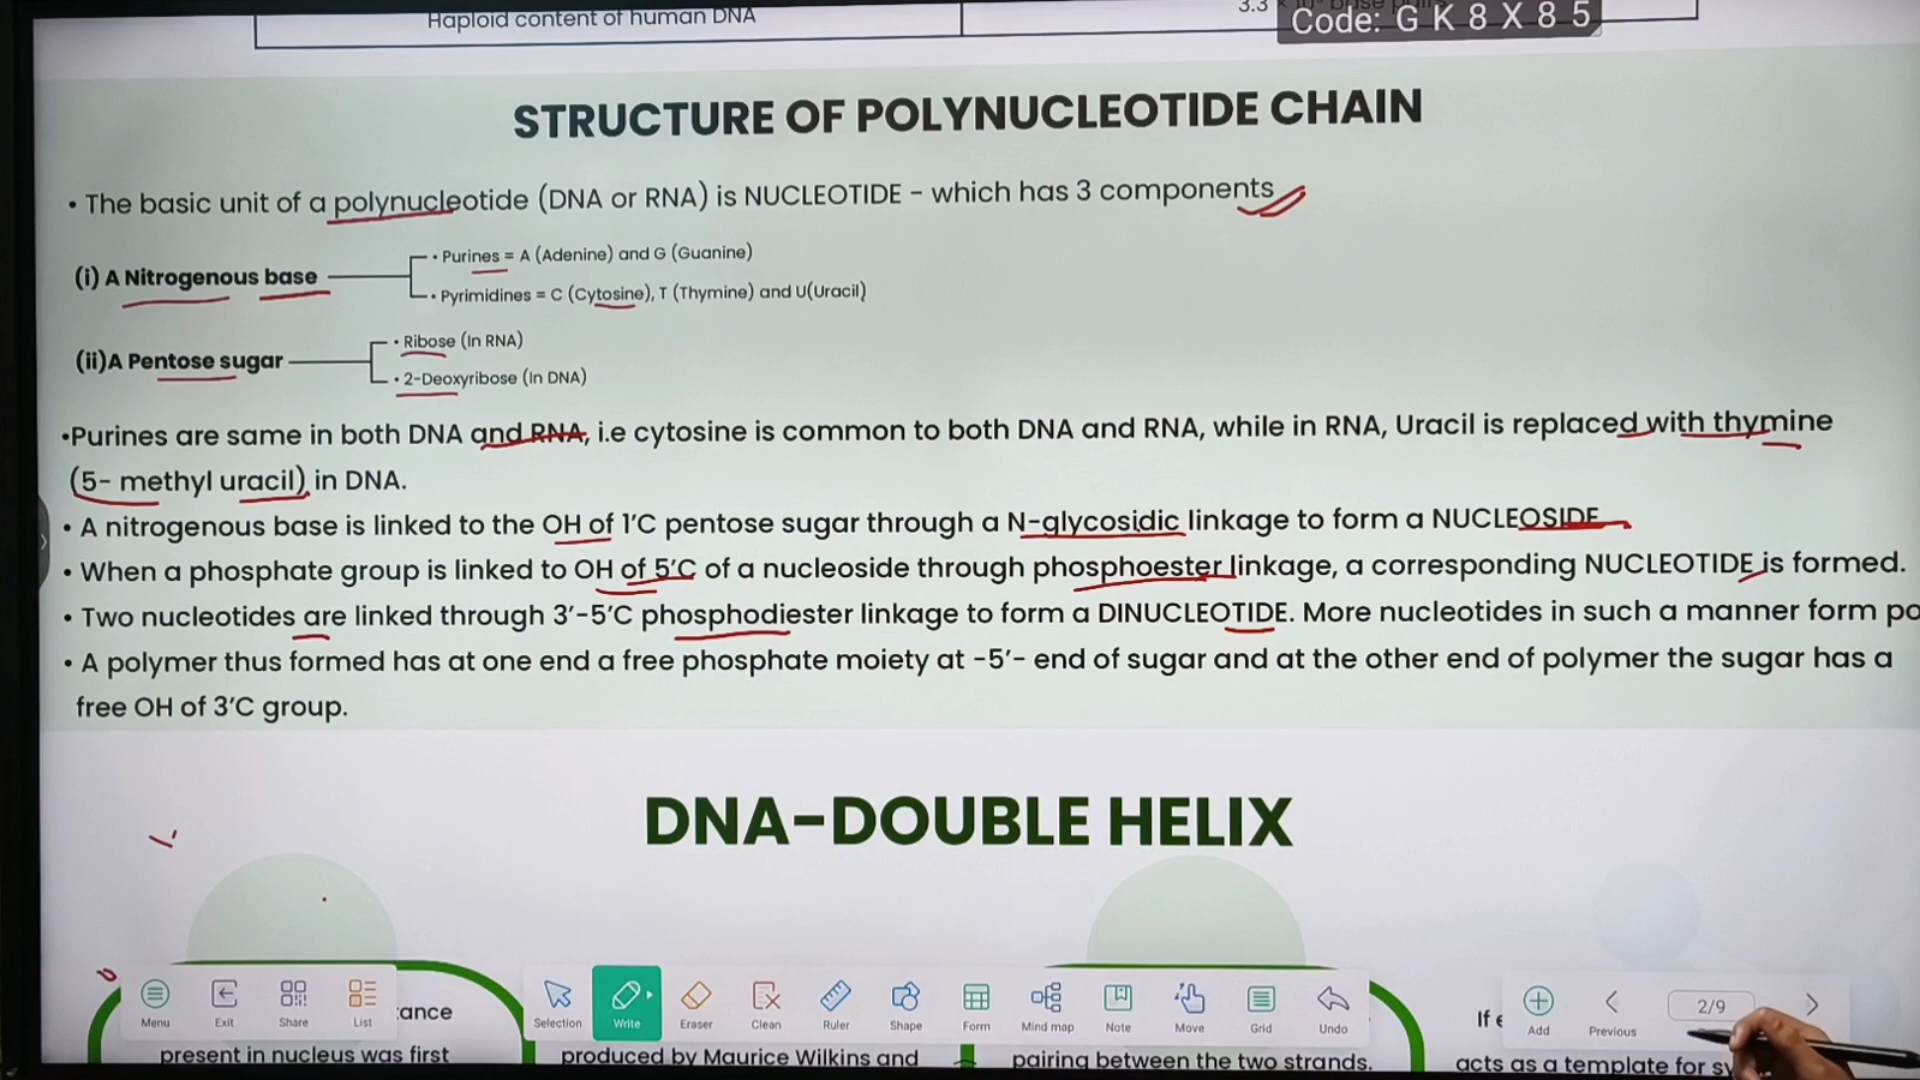 Haploid content of human DNA
3.3
Code: G K 8 X 8 5
STRUCTURE OF POLYNUCLEOTIDE CHAIN
• The basic unit of a polynucleotide (DNA or RNA) is NUCLEOTIDE - which has 3 components
(i) A Nitrogenous base
• Purines = A (Adenine) and G (Guanine)
• Pyrimidines = C (Cytosine), T (Thymine) and U(Uracil)
(ii)A Pentose sugar
• Ribose (In RNA)
• 2-Deoxyribose (In DNA)
•Purines are same in both DNA and RNA, i.e cytosine is common to both DNA and RNA, while in RNA, Uracil is replaced with thymine
(5- methyl uracil) in DNA.
• A nitrogenous base is linked to the OH of 1'C pentose sugar through a N-glycosidic linkage to form a NUCLEOSIDE
• When a phosphate group is linked to OH of 5'C of a nucleoside through phosphoester linkage, a corresponding NUCLEOTIDE is formed.
• Two nucleotides are linked through 3'-5'C phosphodiester linkage to form a DINUCLEOTIDE. More nucleotides in such a manner form po
• A polymer thus formed has at one end a free phosphate moiety at -5'- end of sugar and at the other end of polymer the sugar has a
free OH of 3'C group.
DNA-DOUBLE HELIX
tance
If e
Menu Exit Share List Selection Write Eraser Clean Ruler Shape Form Mind map Note Move Grid Undo Add Previous 2/9
present in nucleus was first
produced by Maurice Wilkins and
pairing between the two strands.
acts as a template for sy